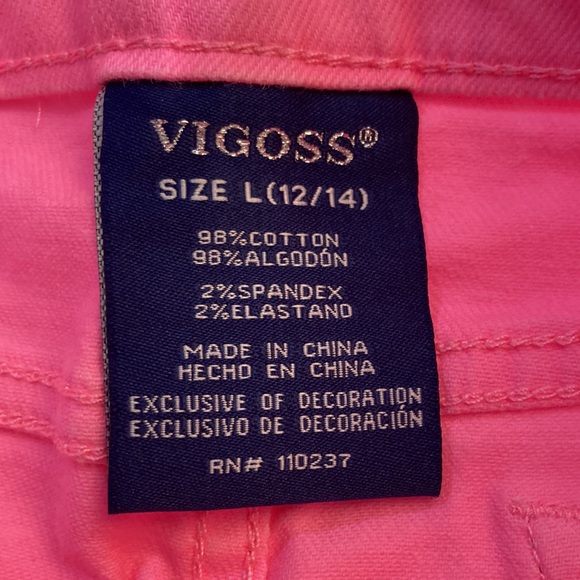 VIGOSS®
SIZE L(12/14)
98%COTTON
98%ALGODÓN
2%SPANDEX
2%ELASTANO
MADE IN CHINA
HECHO EN CHINA
EXCLUSIVE OF DECORATION
EXCLUSIVO DE DECORACIÓN
RN# 110237